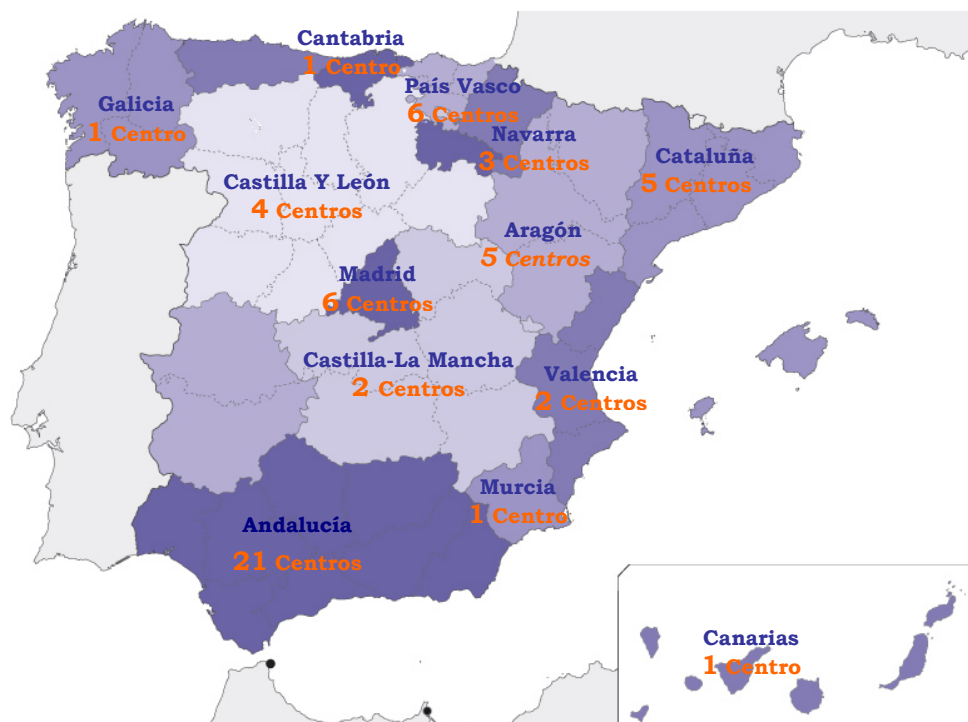 Cantabria
1 Centro
País Vasco
6 Centros
Galicia
1 Centro
Navarra
3 Centros
Cataluña
5 Centros
Castilla Y León
4 Centros
Aragón
5 Centros
Madrid
6 Centros
Castilla-La Mancha
2 Centros
Valencia
2 Centros
Murcia
1 Centro
Andalucía
21 Centros
Canarias
1 Centro